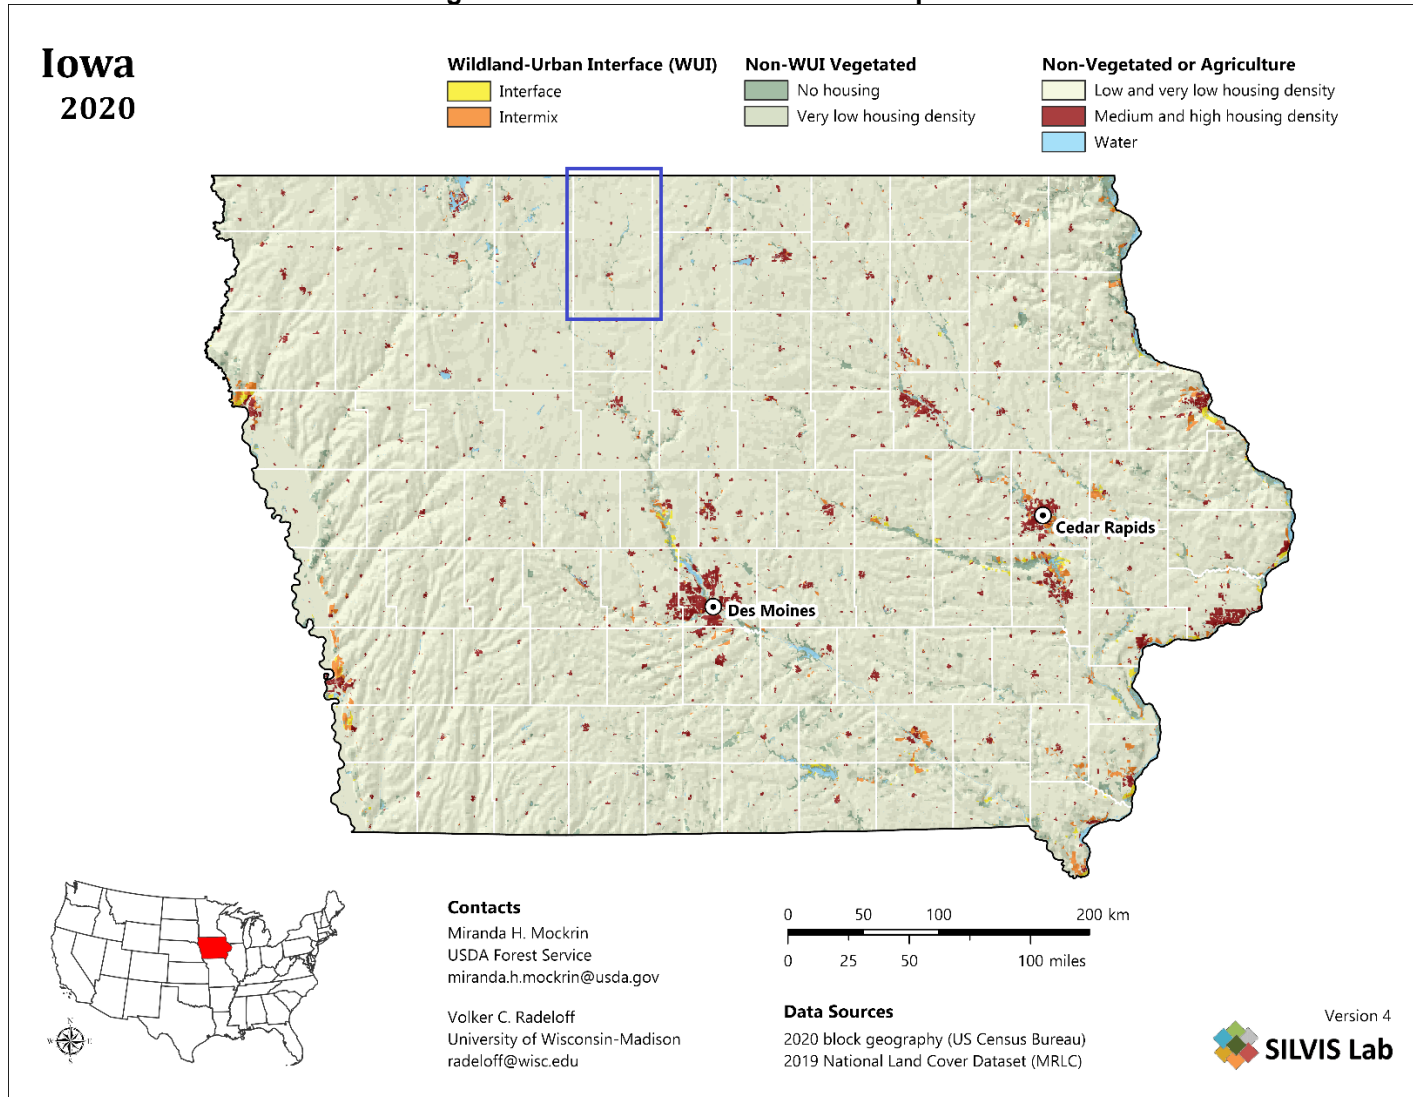 Iowa
2020
Wildland-Urban Interface (WUI)
Interface
Intermix
Non-WUI Vegetated
No housing
Very low housing density
Non-Vegetated or Agriculture
Low and very low housing density
Medium and high housing density
Water
Cedar Rapids
Des Moines
Contacts
Miranda H. Mockrin
USDA Forest Service
miranda.h.mockrin@usda.gov
Volker C. Radeloff
University of Wisconsin-Madison
radeloff@wisc.edu
0 50 100 200 km
0 25 50 100 miles
Data Sources
2020 block geography (US Census Bureau)
2019 National Land Cover Dataset (MRLC)
Version 4
SILVIS Lab
N
W E
S